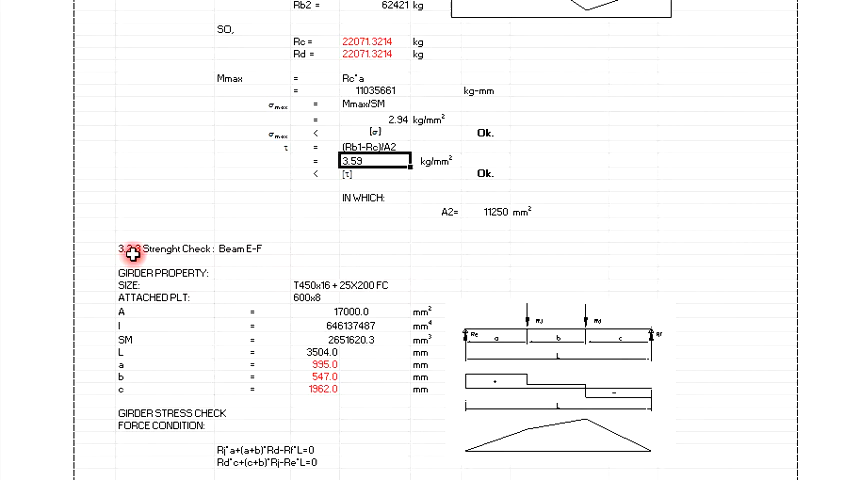 Rb2 = 62421 kg
SO,
Rc = 22071.3214 kg
Rd = 22071.3214 kg
Mmax = Rc*a
= 11035661 kg-mm
σmax = Mmax/SM
= 2.94 kg/mm²
σmax < [σ] Ok.
τ = (Rb1-Rc)/A2
= 3.59 kg/mm²
< [τ] Ok.
IN WHICH:
A2= 11250 mm²
Strenght Check : Beam E-F
GIRDER PROPERTY:
SIZE: T450x16 + 25X200 FC
ATTACHED PLT: 600x8
A = 17000.0 mm²
I = 646137487 mm⁴
SM = 2651620.3 mm³
L = 3504.0 mm
a = 995.0 mm
b = 547.0 mm
c = 1962.0 mm
Rj Rd
Re Rf
a b c
L
+ -
L
GIRDER STRESS CHECK
FORCE CONDITION:
Rj*a+(a+b)*Rd-Rf*L=0
Rd*c+(c+b)*Rj-Re*L=0